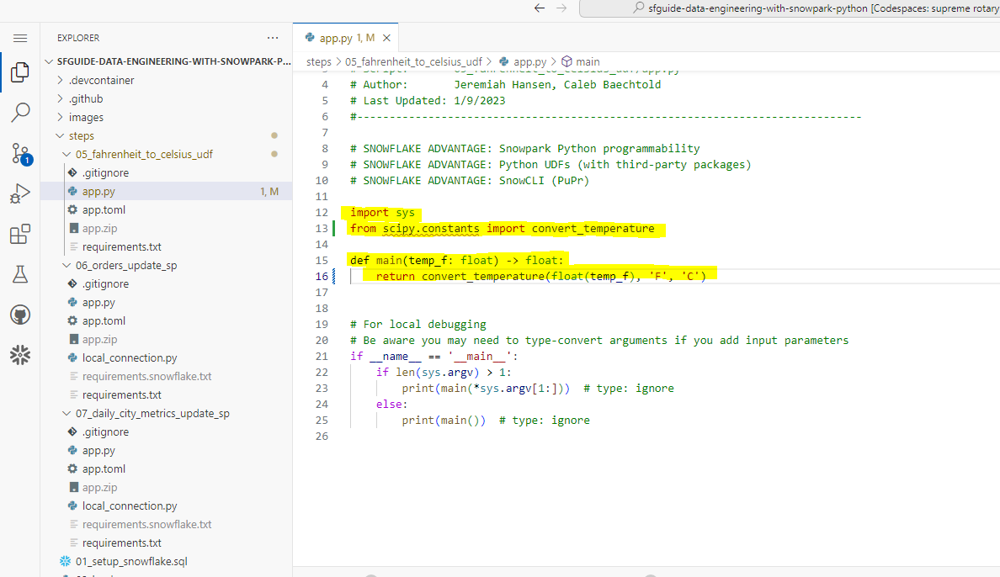 sfguide-data-engineering-with-snowpark-python [Codespaces: supreme rotary
EXPLORER
SFGUIDE-DATA-ENGINEERING-WITH-SNOWPARK-P...
.devcontainer
.github
images
steps
05_fahrenheit_to_celsius_udf
.gitignore
app.py 1, M
app.toml
app.zip
requirements.txt
06_orders_update_sp
.gitignore
app.py
app.toml
app.zip
local_connection.py
requirements.snowflake.txt
requirements.txt
07_daily_city_metrics_update_sp
.gitignore
app.py
app.toml
app.zip
local_connection.py
requirements.snowflake.txt
requirements.txt
01_setup_snowflake.sql
1
app.py 1, M
steps > 05_fahrenheit_to_celsius_udf > app.py > main
3 # Script: 05_fahrenheit_to_celsius_udf/app.py
4 # Author: Jeremiah Hansen, Caleb Baechtold
5 # Last Updated: 1/9/2023
6 #------------------------------------------------------------------------------
7
8 # SNOWFLAKE ADVANTAGE: Snowpark Python programmability
9 # SNOWFLAKE ADVANTAGE: Python UDFs (with third-party packages)
10 # SNOWFLAKE ADVANTAGE: SnowCLI (PuPr)
11
12 import sys
13 from scipy.constants import convert_temperature
14
15 def main(temp_f: float) -> float:
16     return convert_temperature(float(temp_f), 'F', 'C')
17
18
19 # For local debugging
20 # Be aware you may need to type-convert arguments if you add input parameters
21 if __name__ == '__main__':
22     if len(sys.argv) > 1:
23         print(main(*sys.argv[1:]))  # type: ignore
24     else:
25         print(main())  # type: ignore
26